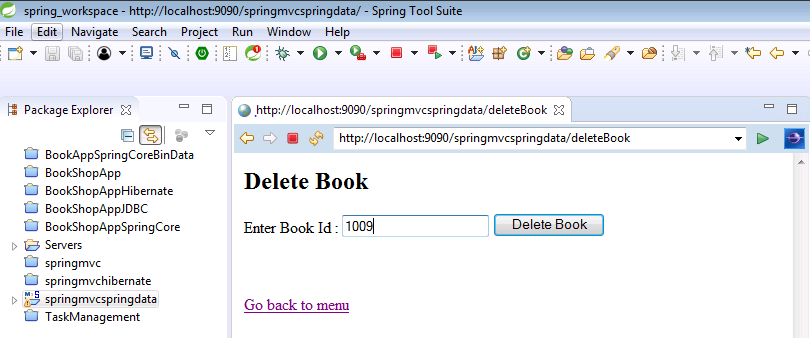 spring_workspace - http://localhost:9090/springmvcspringdata/ - Spring Tool Suite
File Edit Navigate Search Project Run Window Help
Package Explorer
http://localhost:9090/springmvcspringdata/deleteBook
http://localhost:9090/springmvcspringdata/deleteBook
BookAppSpringCoreBinData
BookShopApp
BookShopAppHibernate
BookShopAppJDBC
BookShopAppSpringCore
Servers
springmvc
springmvchibernate
springmvcspringdata
TaskManagement
Delete Book
Enter Book Id : 1009 Delete Book
Go back to menu